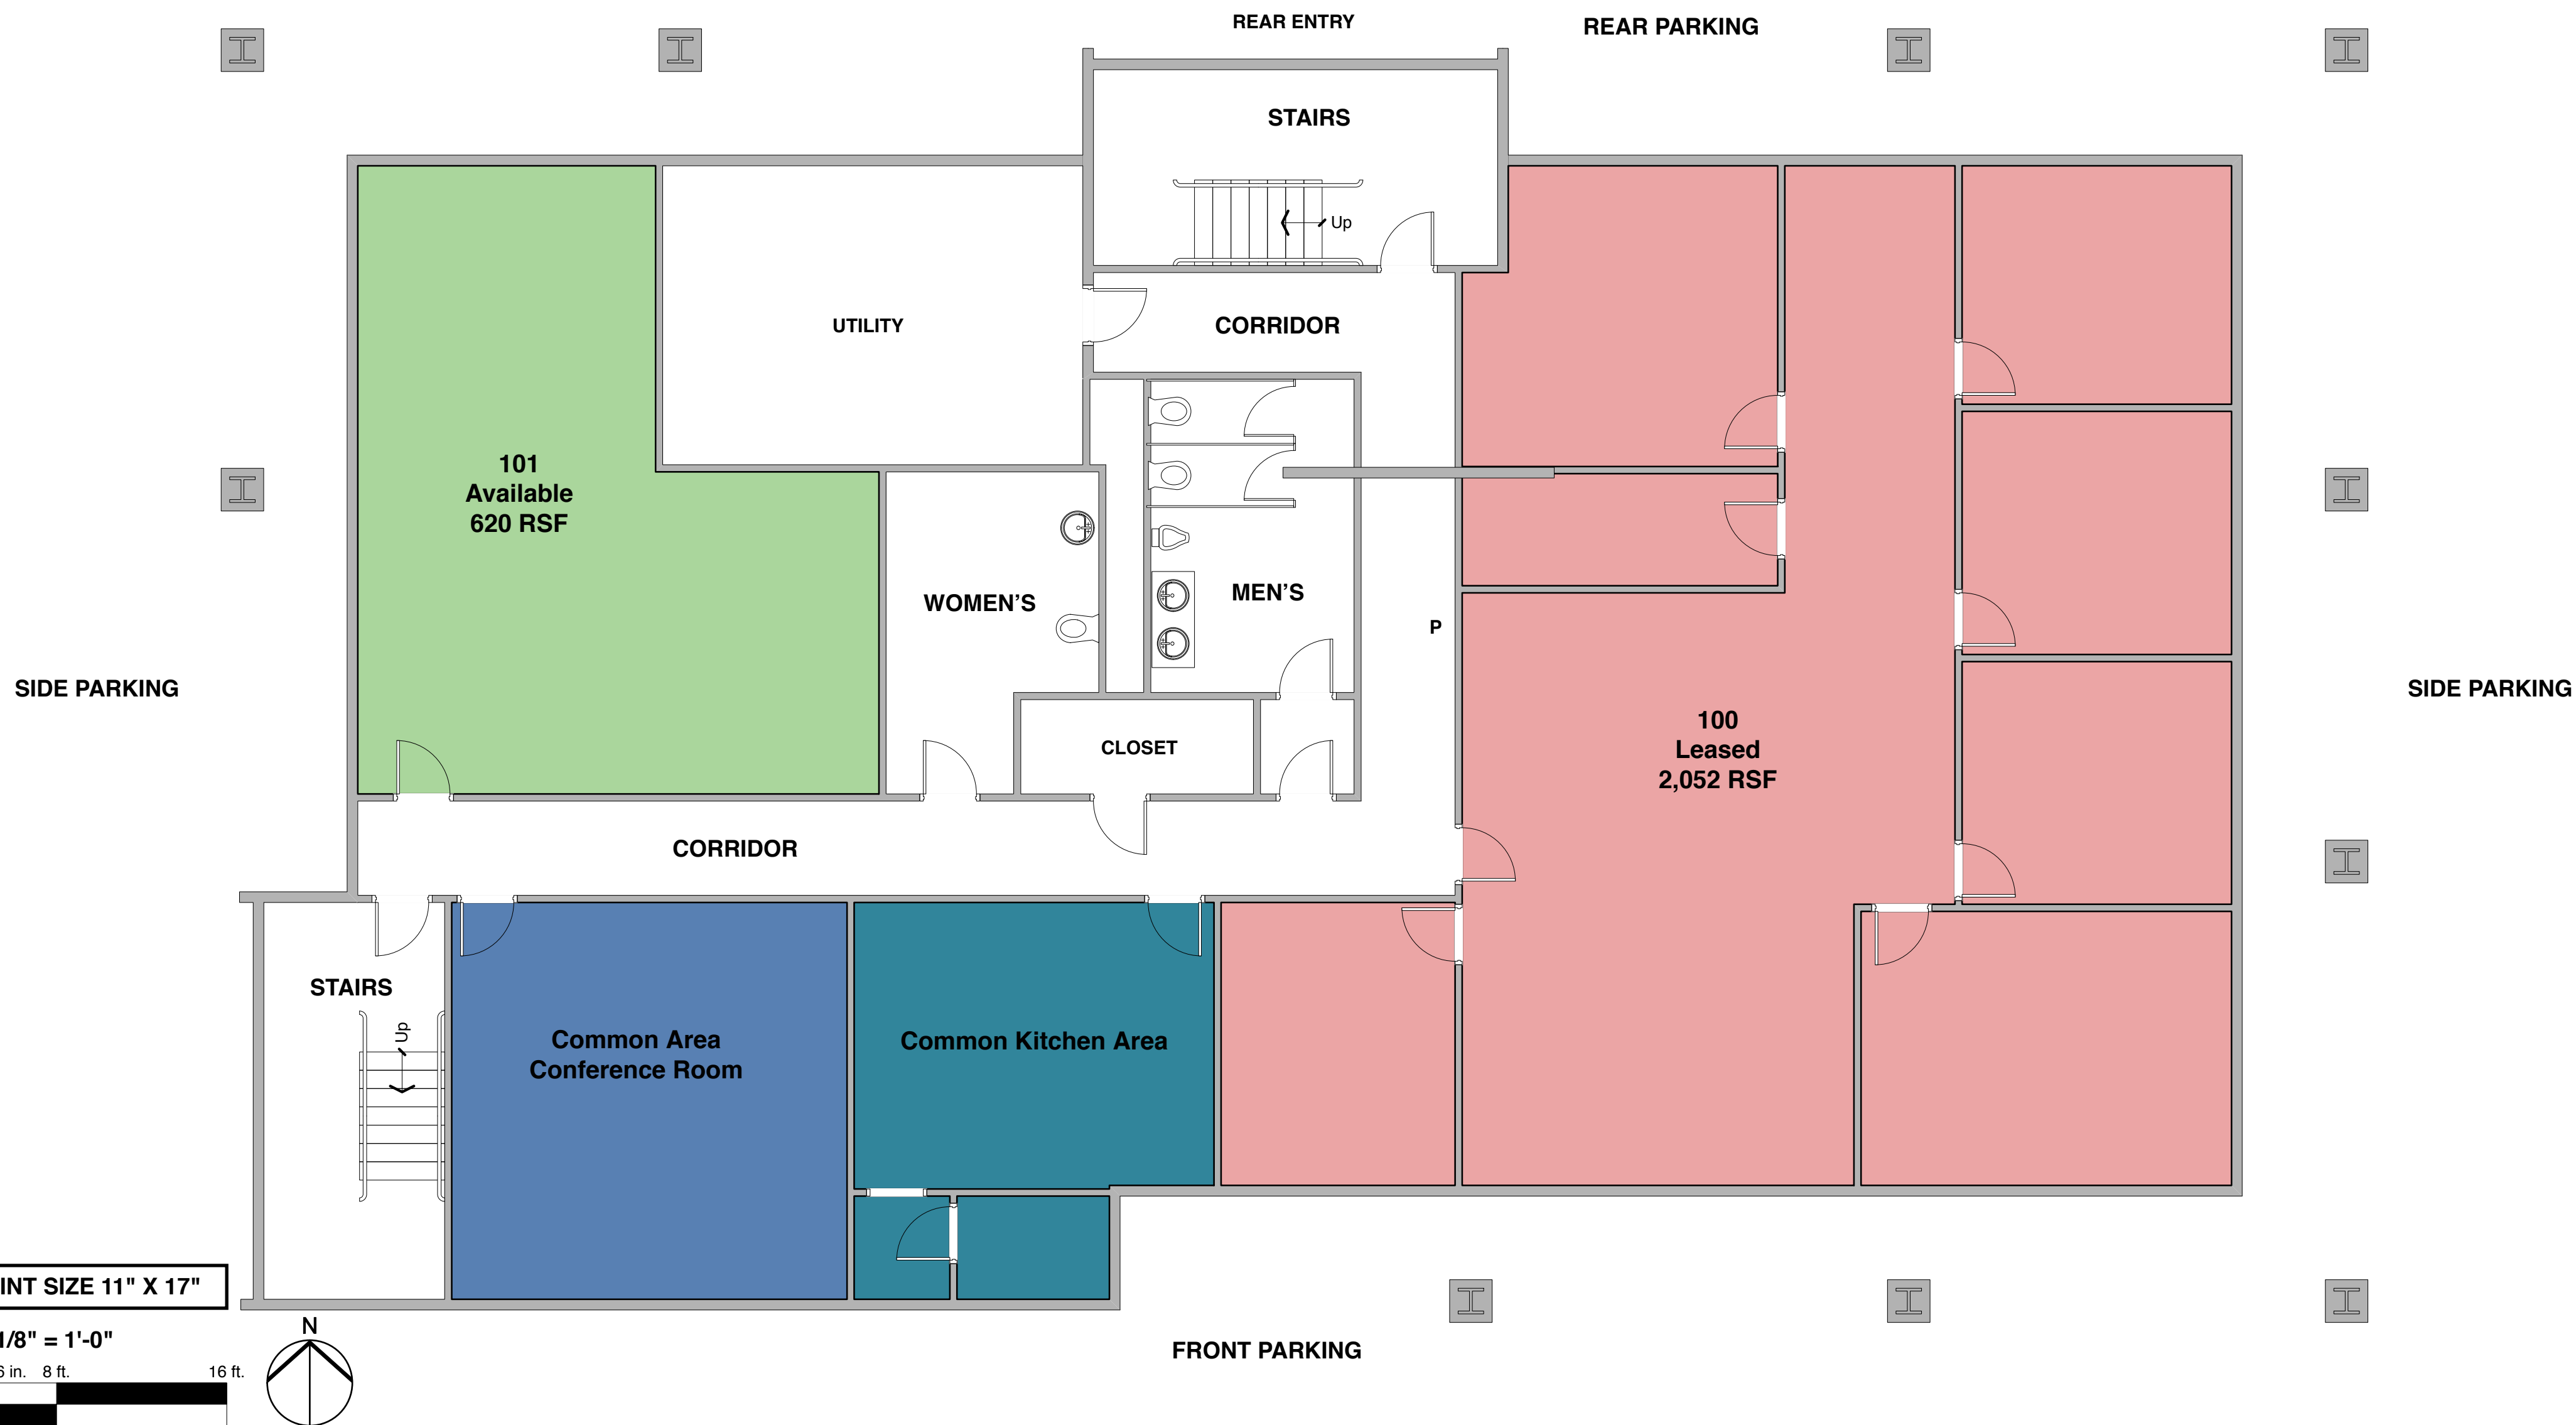 REAR ENTRY
REAR PARKING
STAIRS
Up
UTILITY
CORRIDOR
101
Available
620 RSF
WOMEN’S
MEN’S
P
SIDE PARKING
SIDE PARKING
100
Leased
2,052 RSF
CLOSET
CORRIDOR
STAIRS
Up
Common Area
Conference Room
Common Kitchen Area
INT SIZE 11" X 17"
1/8" = 1'-0"
6 in. 8 ft. 16 ft.
N
FRONT PARKING